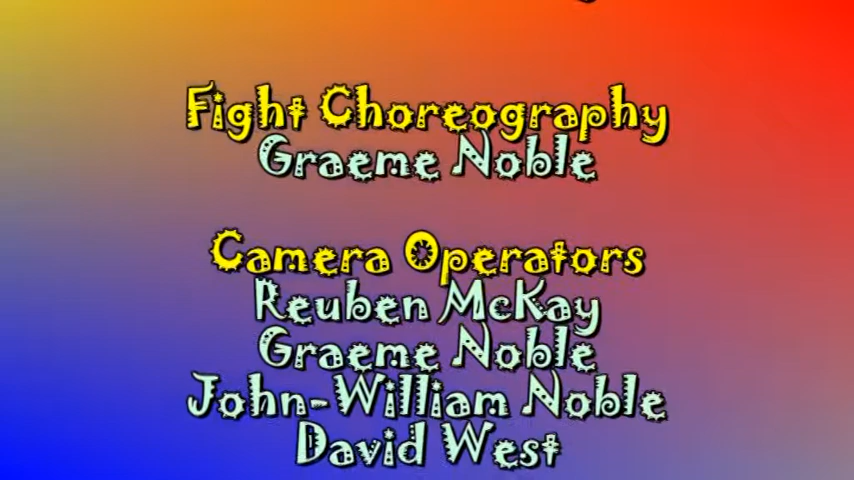 Fight Choreography
Graeme Noble
Camera Operators
Reuben McKay
Graeme Noble
John-William Noble
David West